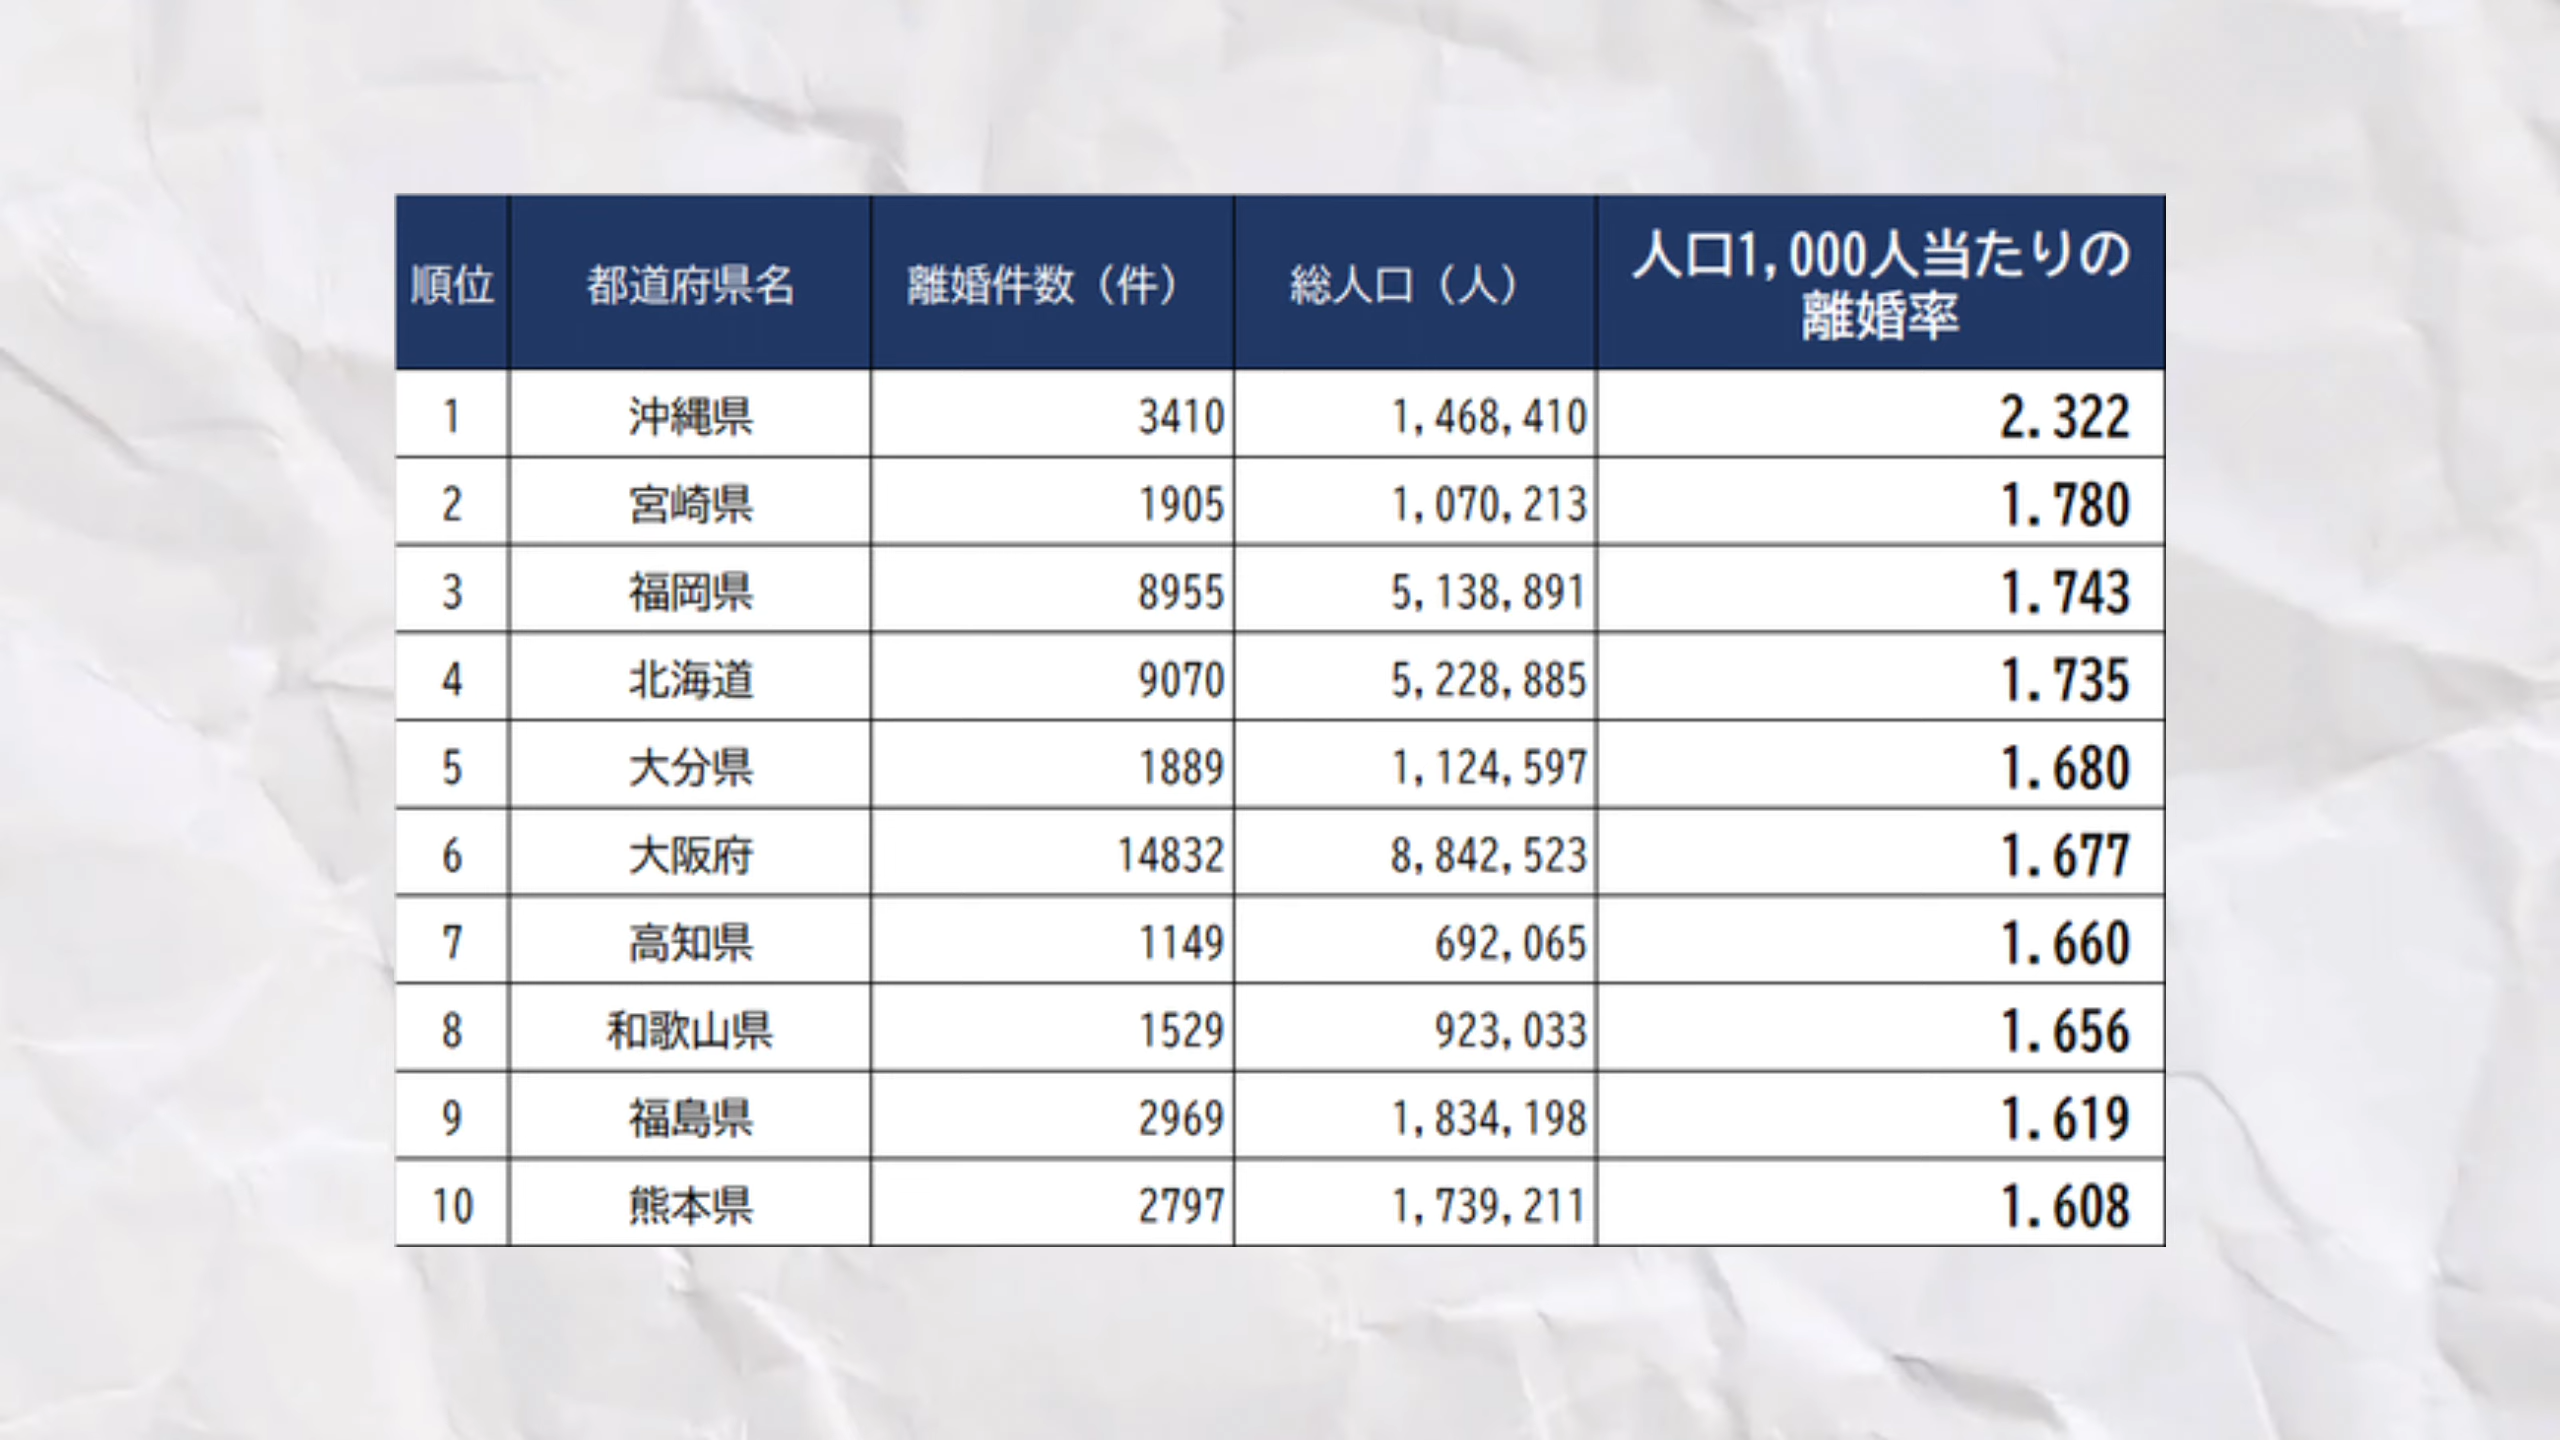 順位 都道府県名 離婚件数（件） 総人口（人） 人口1,000人当たりの
離婚率
1 沖縄県 3410 1,468,410 2.322
2 宮崎県 1905 1,070,213 1.780
3 福岡県 8955 5,138,891 1.743
4 北海道 9070 5,228,885 1.735
5 大分県 1889 1,124,597 1.680
6 大阪府 14832 8,842,523 1.677
7 高知県 1149 692,065 1.660
8 和歌山県 1529 923,033 1.656
9 福島県 2969 1,834,198 1.619
10 熊本県 2797 1,739,211 1.608